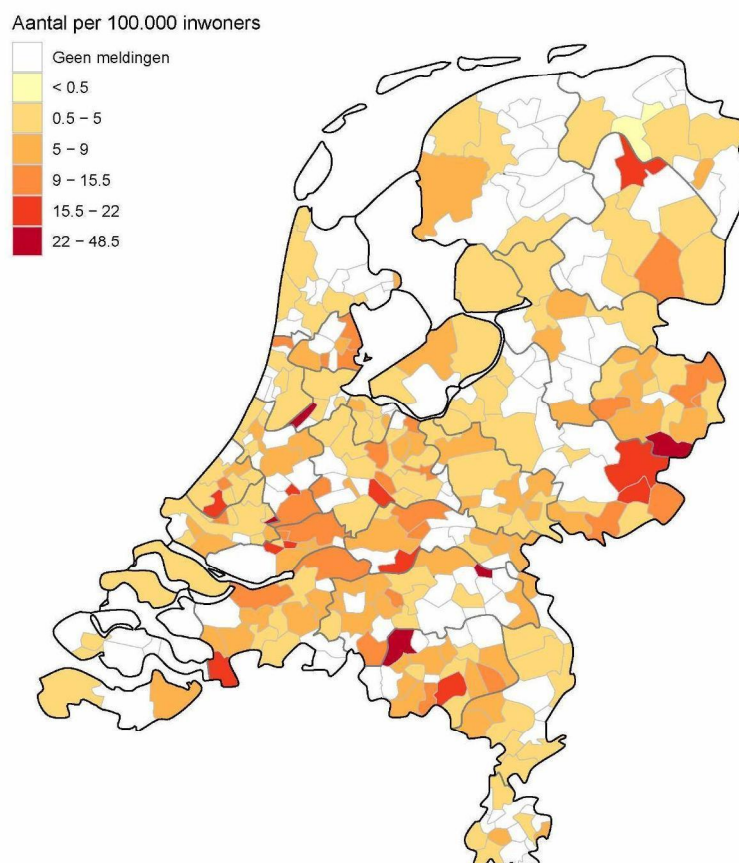 Aantal per 100.000 inwoners
Geen meldingen
< 0.5
0.5 – 5
5 – 9
9 – 15.5
15.5 – 22
22 – 48.5